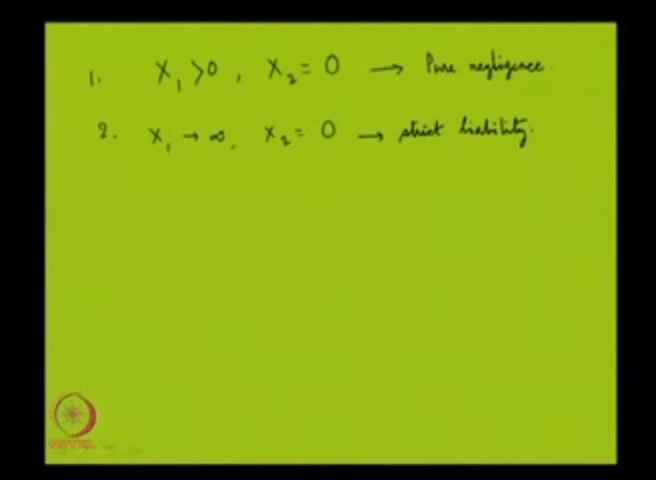 1. X₁ > 0, X₂ = 0 → Pure negligence.
2. X₁ → ∞, X₂ = 0 → strict liability.